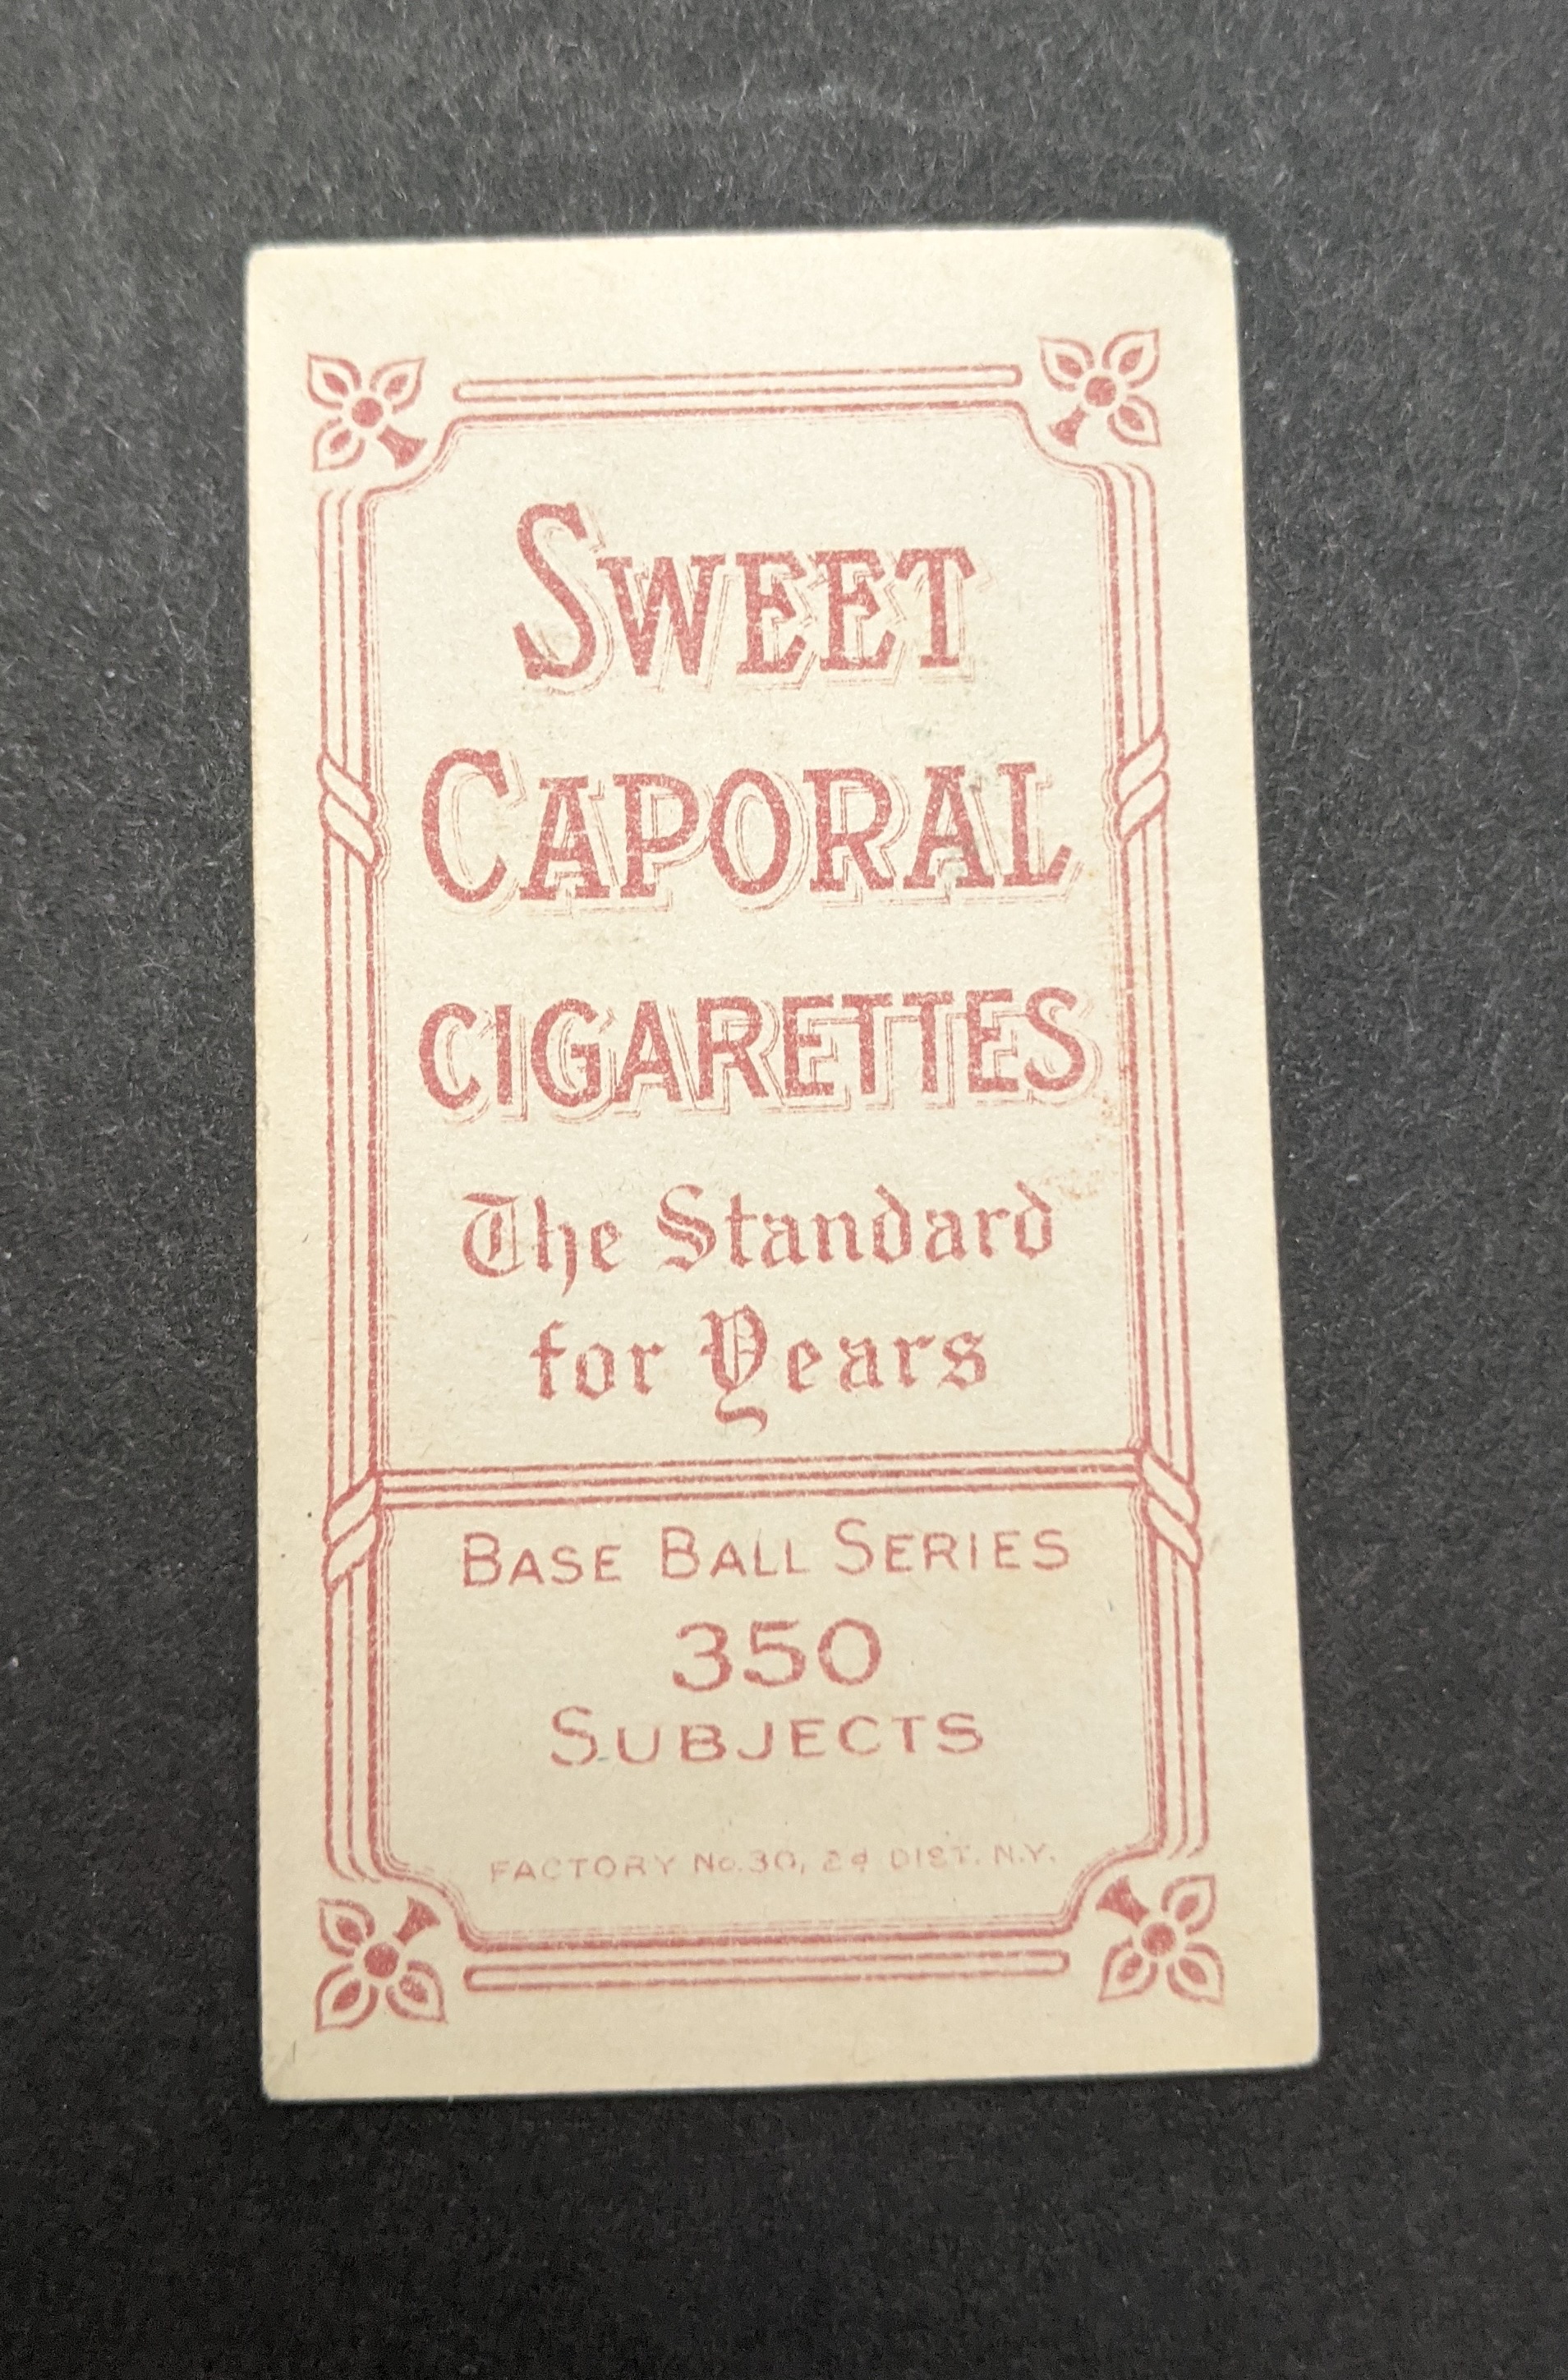 SWEET
CAPORAL
CIGARETTES
The Standard
for Years
BASE BALL SERIES
350
SUBJECTS
FACTORY No. 30, 2d DIST. N.Y.